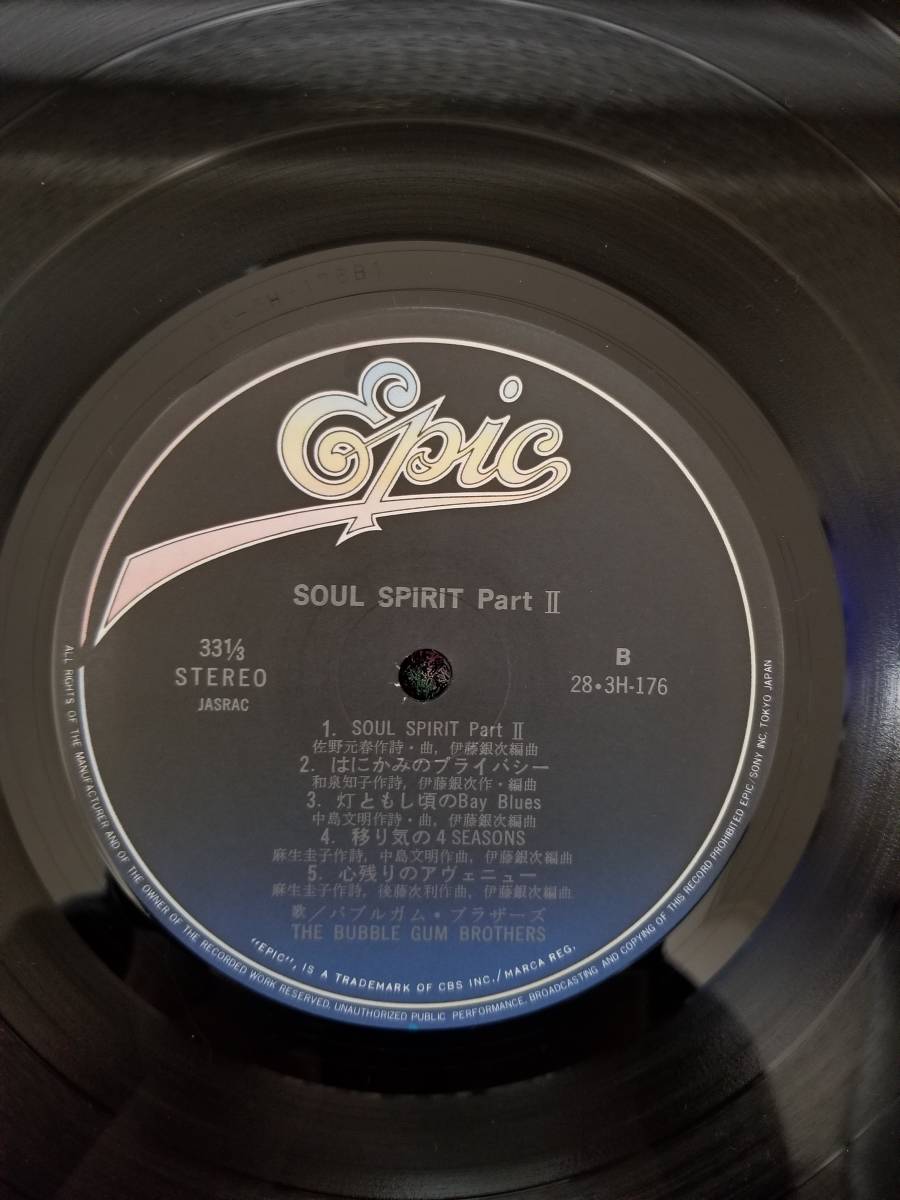 Epic
SOUL SPiRiT Part Ⅱ
33⅓
STEREO
JASRAC
B
28・3H-176
1. SOUL SPIRIT Part Ⅱ
佐野元春作詩・曲, 伊藤銀次編曲
2. はにかみのプライバシー
和泉知子作詩, 伊藤銀次作・編曲
3. 灯ともし頃のBay Blues
中島文明作詩・曲, 伊藤銀次編曲
4. 移り気の4 SEASONS
麻生圭子作詩, 中島文明作曲, 伊藤銀次編曲
5. 心残りのアヴェニュー
麻生圭子作詩, 後藤次利作曲, 伊藤銀次編曲
歌／バブルガム・ブラザーズ
THE BUBBLE GUM BROTHERS
"EPIC", IS A TRADEMARK OF CBS INC./MARCA REG.
ALL RIGHTS OF THE MANUFACTURER AND OF THE OWNER OF THE RECORDED WORK RESERVED. UNAUTHORIZED PUBLIC PERFORMANCE, BROADCASTING AND COPYING OF THIS RECORD PROHIBITED EPIC/SONY INC. TOKYO JAPAN